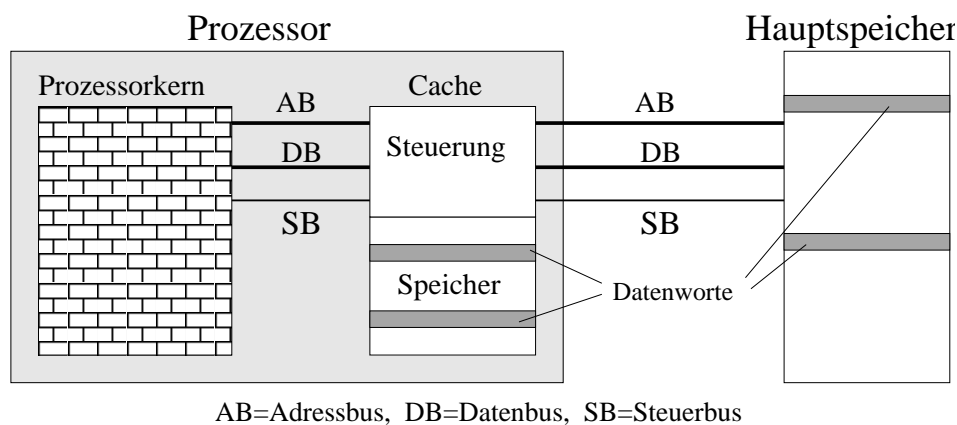 Prozessor
Hauptspeicher
Prozessorkern
Cache
AB
AB
Steuerung
DB
DB
SB
SB
Speicher
Datenworte
AB=Adressbus, DB=Datenbus, SB=Steuerbus